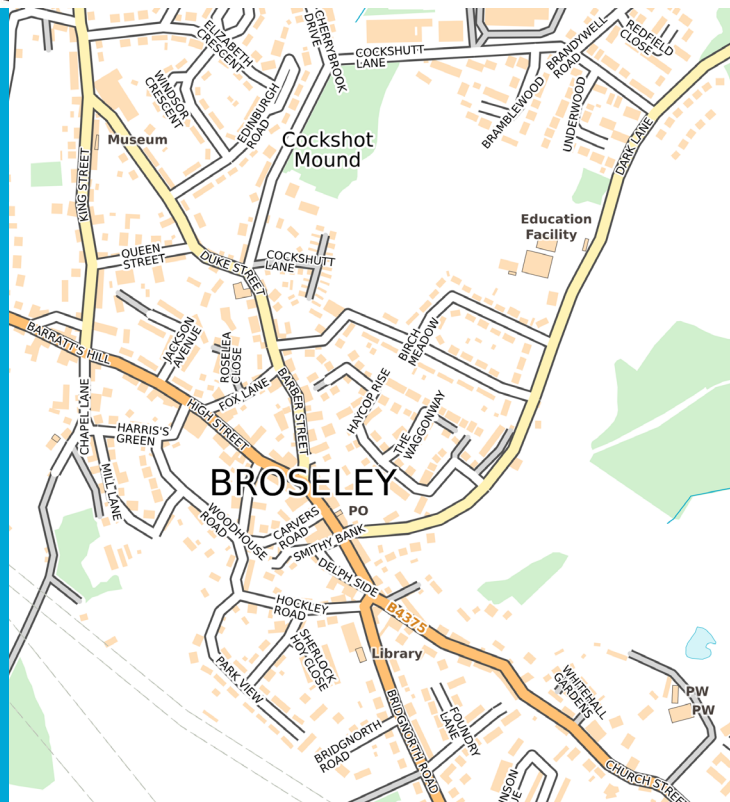 ELIZABETH
CRESCENT
CHERRYBROOK
DRIVE
COCKSHUTT
LANE
BRANDYWELL
ROAD
REDFIELD
CLOSE
WINDSOR
CRESCENT
EDINBURGH
ROAD
BRAMBLEWOOD
UNDERWOOD
DARK LANE
Museum
Cockshot
Mound
KING STREET
Education
Facility
QUEEN
STREET
DUKE STREET
COCKSHUTT
LANE
BARRATT'S HILL
JACKSON
AVENUE
ROSELEA
CLOSE
BIRCH
MEADOW
FOX LANE
BARBER STREET
HAYCOP RISE
THE
WAGGONWAY
CHAPEL LANE
HARRIS'S
GREEN
HIGH STREET
MILL LANE
BROSELEY
PO
WOODHOUSE
ROAD
CARVERS
ROAD
SMITHY BANK
DELPH SIDE
HOCKLEY
ROAD
B4375
SHERLOCK
HOY CLOSE
Library
PARK VIEW
WHITEHALL
GARDENS
PW
PW
BRIDGNORTH
ROAD
BRIDGNORTH ROAD
FOUNDRY
LANE
CHURCH STREE
NSON
UE